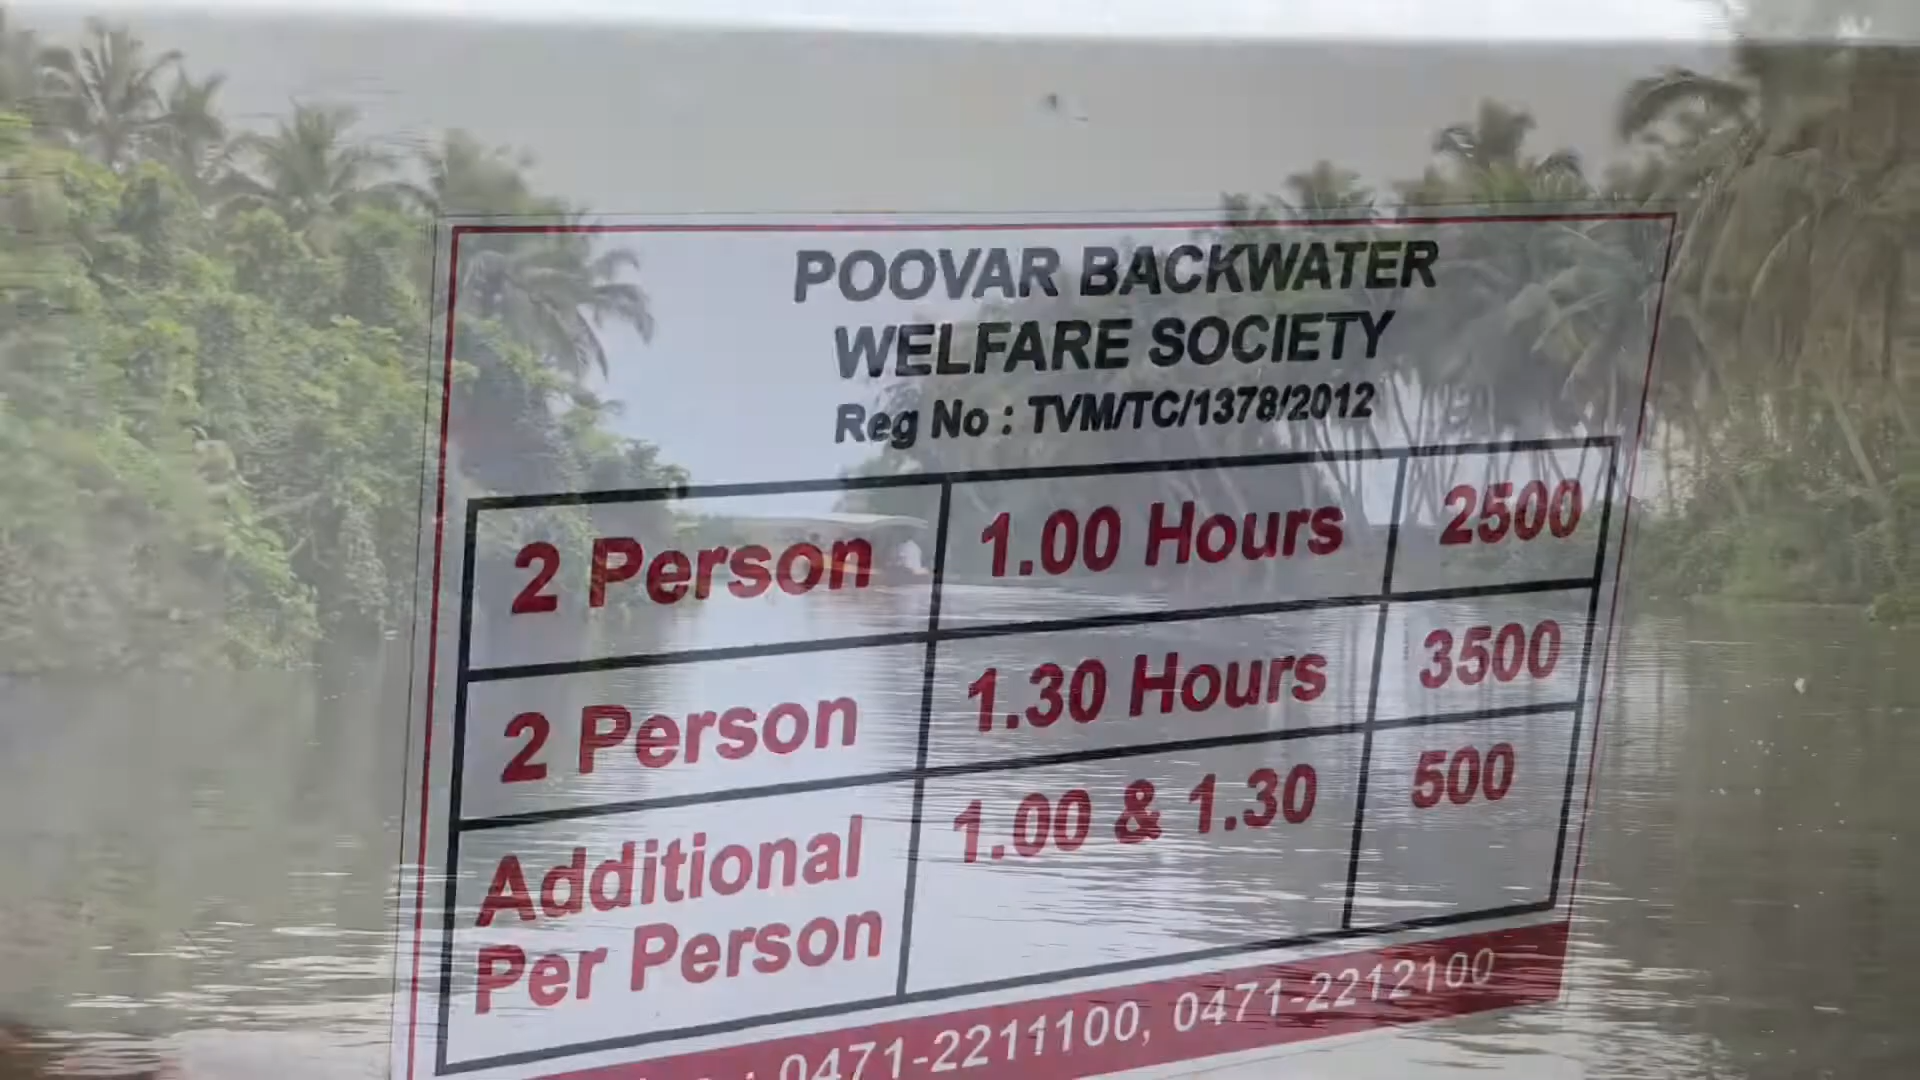 POOVAR BACKWATER
WELFARE SOCIETY
Reg No : TVM/TC/1378/2012
2 Person 1.00 Hours 2500
2 Person 1.30 Hours 3500
Additional
Per Person 1.00 & 1.30 500
0471-2211100, 0471-2212100